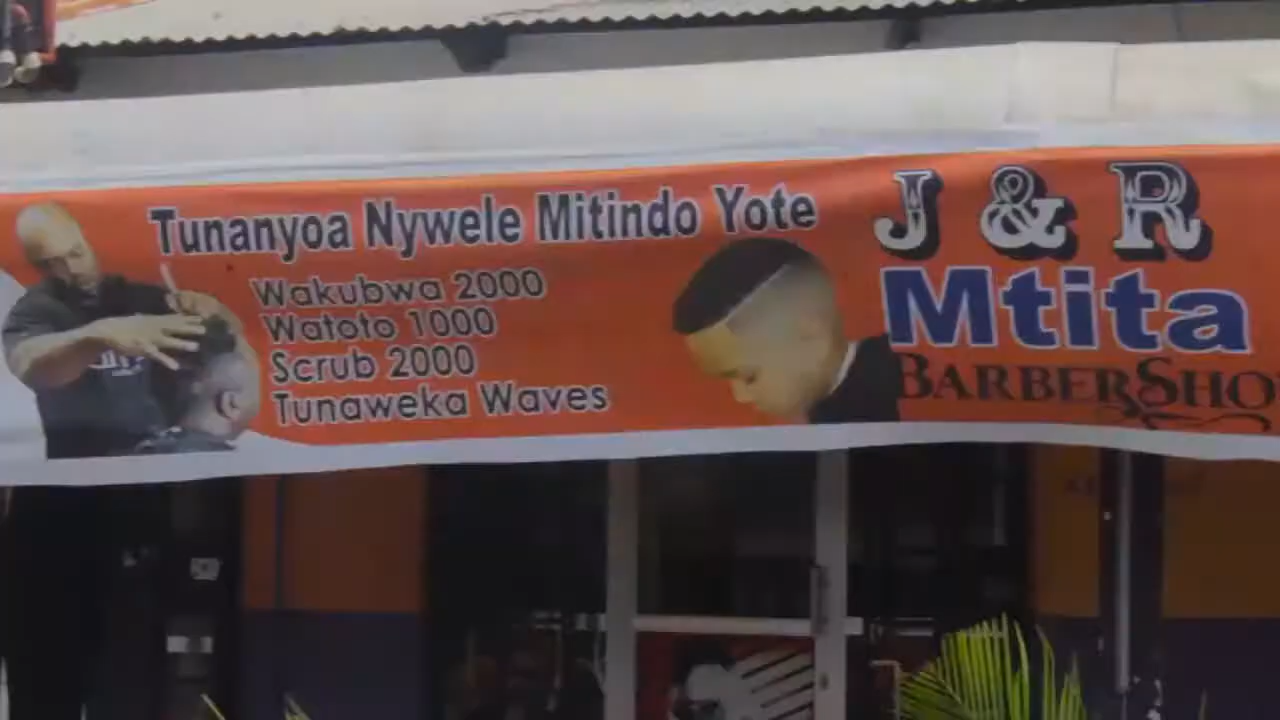 Tunanyoa Nywele Mitindo Yote
Wakubwa 2000
Watoto 1000
Scrub 2000
Tunaweka Waves
J & R
Mtita
BARBERSHO